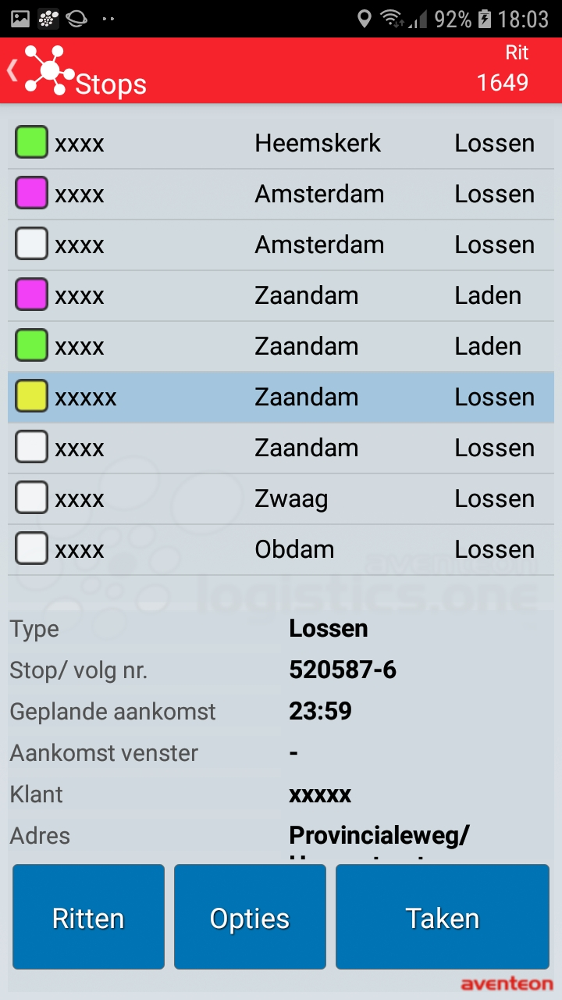 92% 18:03
Stops
Rit
1649
xxxx Heemskerk Lossen
xxxx Amsterdam Lossen
xxxx Amsterdam Lossen
xxxx Zaandam Laden
xxxx Zaandam Laden
xxxxx Zaandam Lossen
xxxx Zaandam Lossen
xxxx Zwaag Lossen
xxxx Obdam Lossen
aventeon
logistics.one
Type Lossen
Stop/ volg nr. 520587-6
Geplande aankomst 23:59
Aankomst venster -
Klant xxxxx
Adres Provincialeweg/
Ritten Opties Taken
aventeon